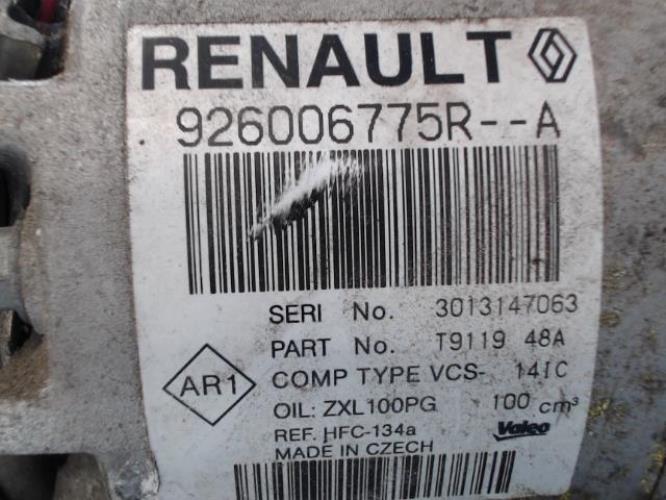 RENAULT
926006775R--A
SERI No. 3013147063
PART No. T9119 48A
AR1
COMP TYPE VCS- 14IC
OIL: ZXL100PG 100 cm³
REF. HFC-134a
Valeo
MADE IN CZECH